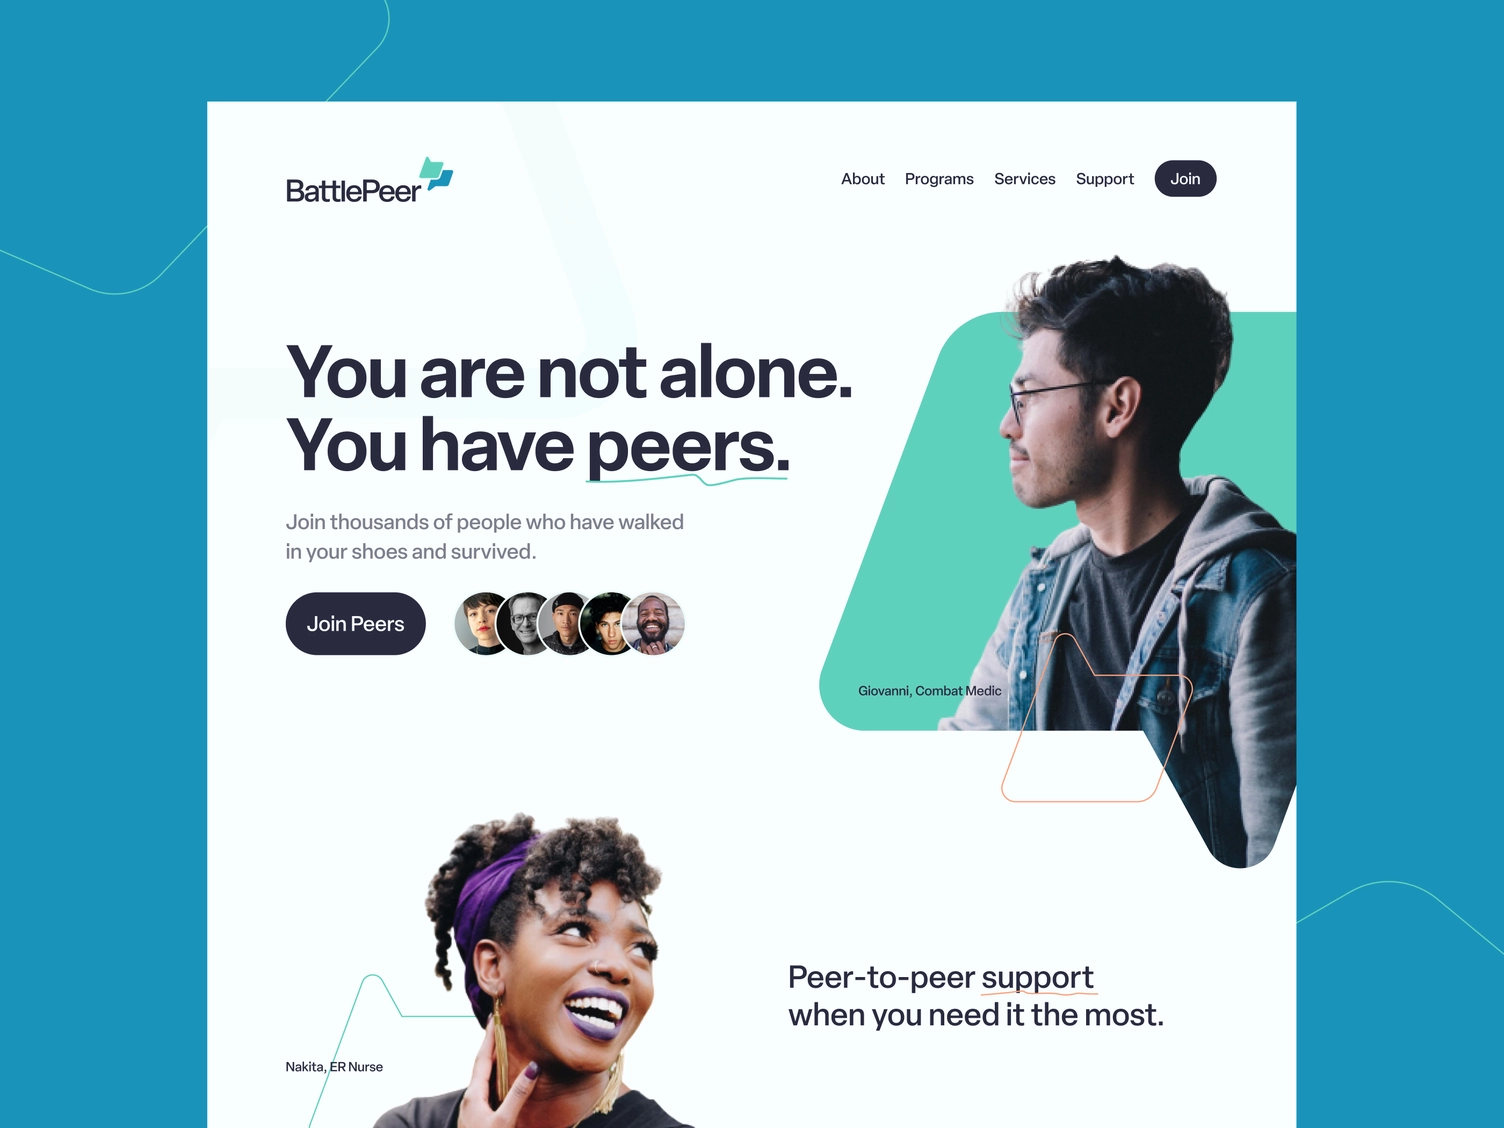 BattlePeer
About
Programs
Services
Support
Join
You are not alone.
You have peers.
Join thousands of people who have walked
in your shoes and survived.
Join Peers
Giovanni, Combat Medic
Peer-to-peer support
when you need it the most.
Nakita, ER Nurse